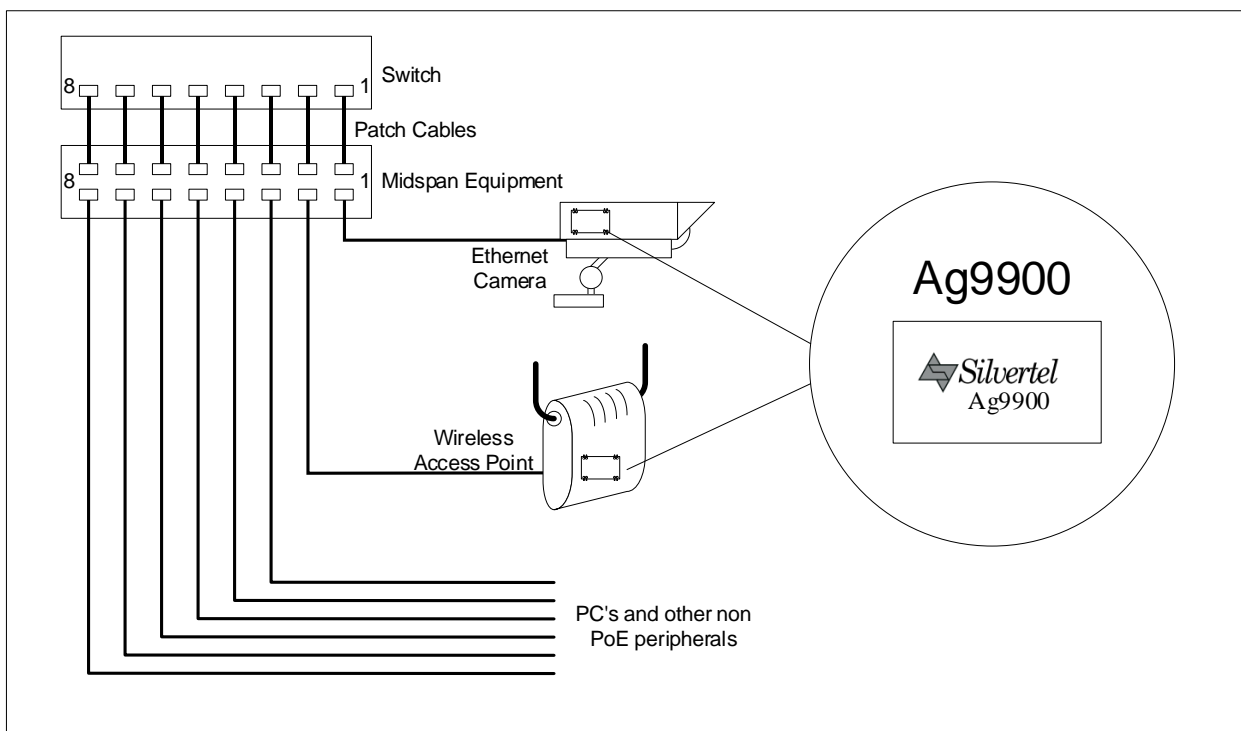 8
1
Switch
Patch Cables
8
1
Midspan Equipment
Ethernet
Camera
Ag9900
Silvertel
Ag9900
Wireless
Access Point
PC's and other non
PoE peripherals